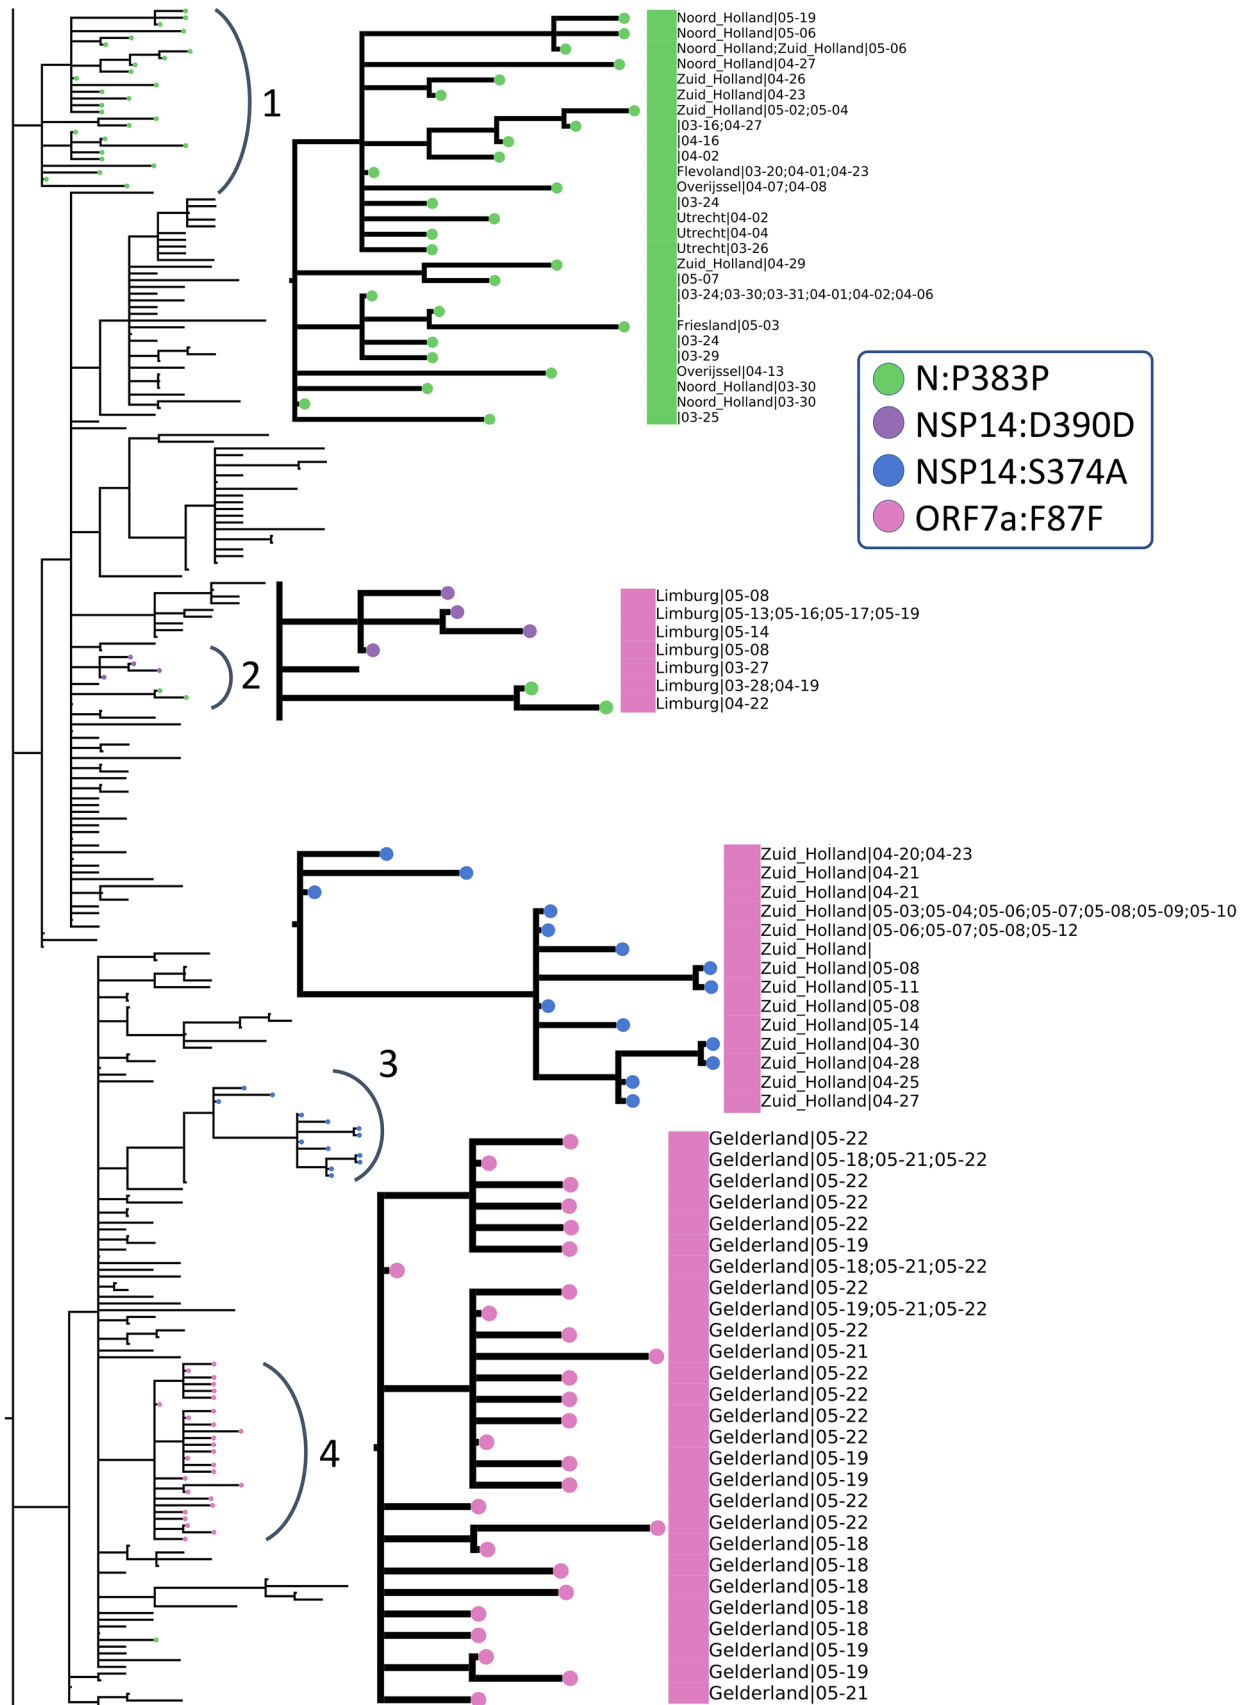 1
Noord_Holland|05-19
Noord_Holland|05-06
Noord_Holland;Zuid_Holland|05-06
Noord_Holland|04-27
Zuid_Holland|04-26
Zuid_Holland|04-23
Zuid_Holland|05-02;05-04
|03-16;04-27
|04-16
|04-02
Flevoland|03-20;04-01;04-23
Overijssel|04-07;04-08
|03-24
Utrecht|04-02
Utrecht|04-04
Utrecht|03-26
Zuid_Holland|04-29
|05-07
|03-24;03-30;03-31;04-01;04-02;04-06
|
Friesland|05-03
|03-24
|03-29
Overijssel|04-13
Noord_Holland|03-30
Noord_Holland|03-30
|03-25
N:P383P
NSP14:D390D
NSP14:S374A
ORF7a:F87F
2
Limburg|05-08
Limburg|05-13;05-16;05-17;05-19
Limburg|05-14
Limburg|05-08
Limburg|03-27
Limburg|03-28;04-19
Limburg|04-22
3
Zuid_Holland|04-20;04-23
Zuid_Holland|04-21
Zuid_Holland|04-21
Zuid_Holland|05-03;05-04;05-06;05-07;05-08;05-09;05-10
Zuid_Holland|05-06;05-07;05-08;05-12
Zuid_Holland|
Zuid_Holland|05-08
Zuid_Holland|05-11
Zuid_Holland|05-08
Zuid_Holland|05-14
Zuid_Holland|04-30
Zuid_Holland|04-28
Zuid_Holland|04-25
Zuid_Holland|04-27
4
Gelderland|05-22
Gelderland|05-18;05-21;05-22
Gelderland|05-22
Gelderland|05-22
Gelderland|05-22
Gelderland|05-19
Gelderland|05-18;05-21;05-22
Gelderland|05-22
Gelderland|05-19;05-21;05-22
Gelderland|05-22
Gelderland|05-21
Gelderland|05-22
Gelderland|05-22
Gelderland|05-22
Gelderland|05-22
Gelderland|05-19
Gelderland|05-19
Gelderland|05-22
Gelderland|05-22
Gelderland|05-18
Gelderland|05-18
Gelderland|05-18
Gelderland|05-18
Gelderland|05-18
Gelderland|05-19
Gelderland|05-19
Gelderland|05-21